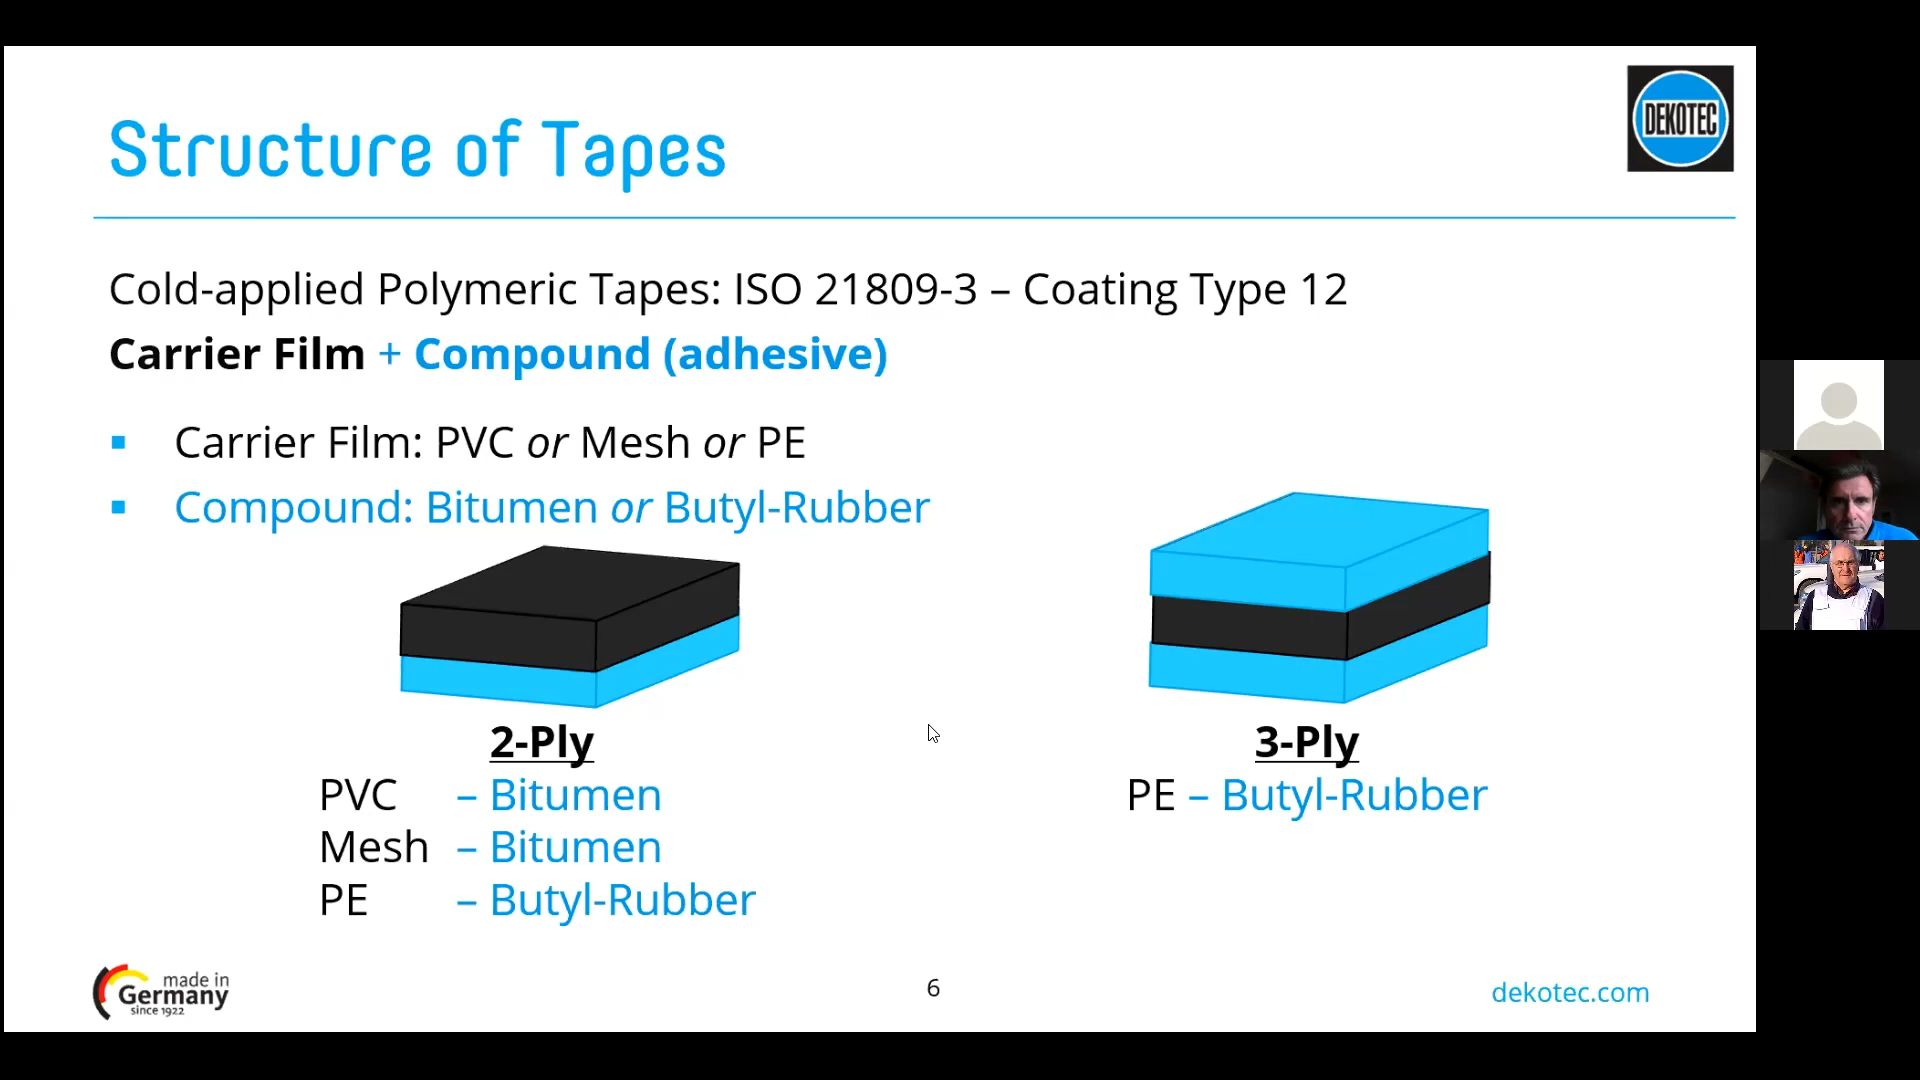 Structure of Tapes
DEKOTEC
Cold-applied Polymeric Tapes: ISO 21809-3 – Coating Type 12
Carrier Film + Compound (adhesive)
▪ Carrier Film: PVC or Mesh or PE
▪ Compound: Bitumen or Butyl-Rubber
2-Ply
PVC – Bitumen
Mesh – Bitumen
PE – Butyl-Rubber
3-Ply
PE – Butyl-Rubber
made in
Germany
since 1922
6
dekotec.com